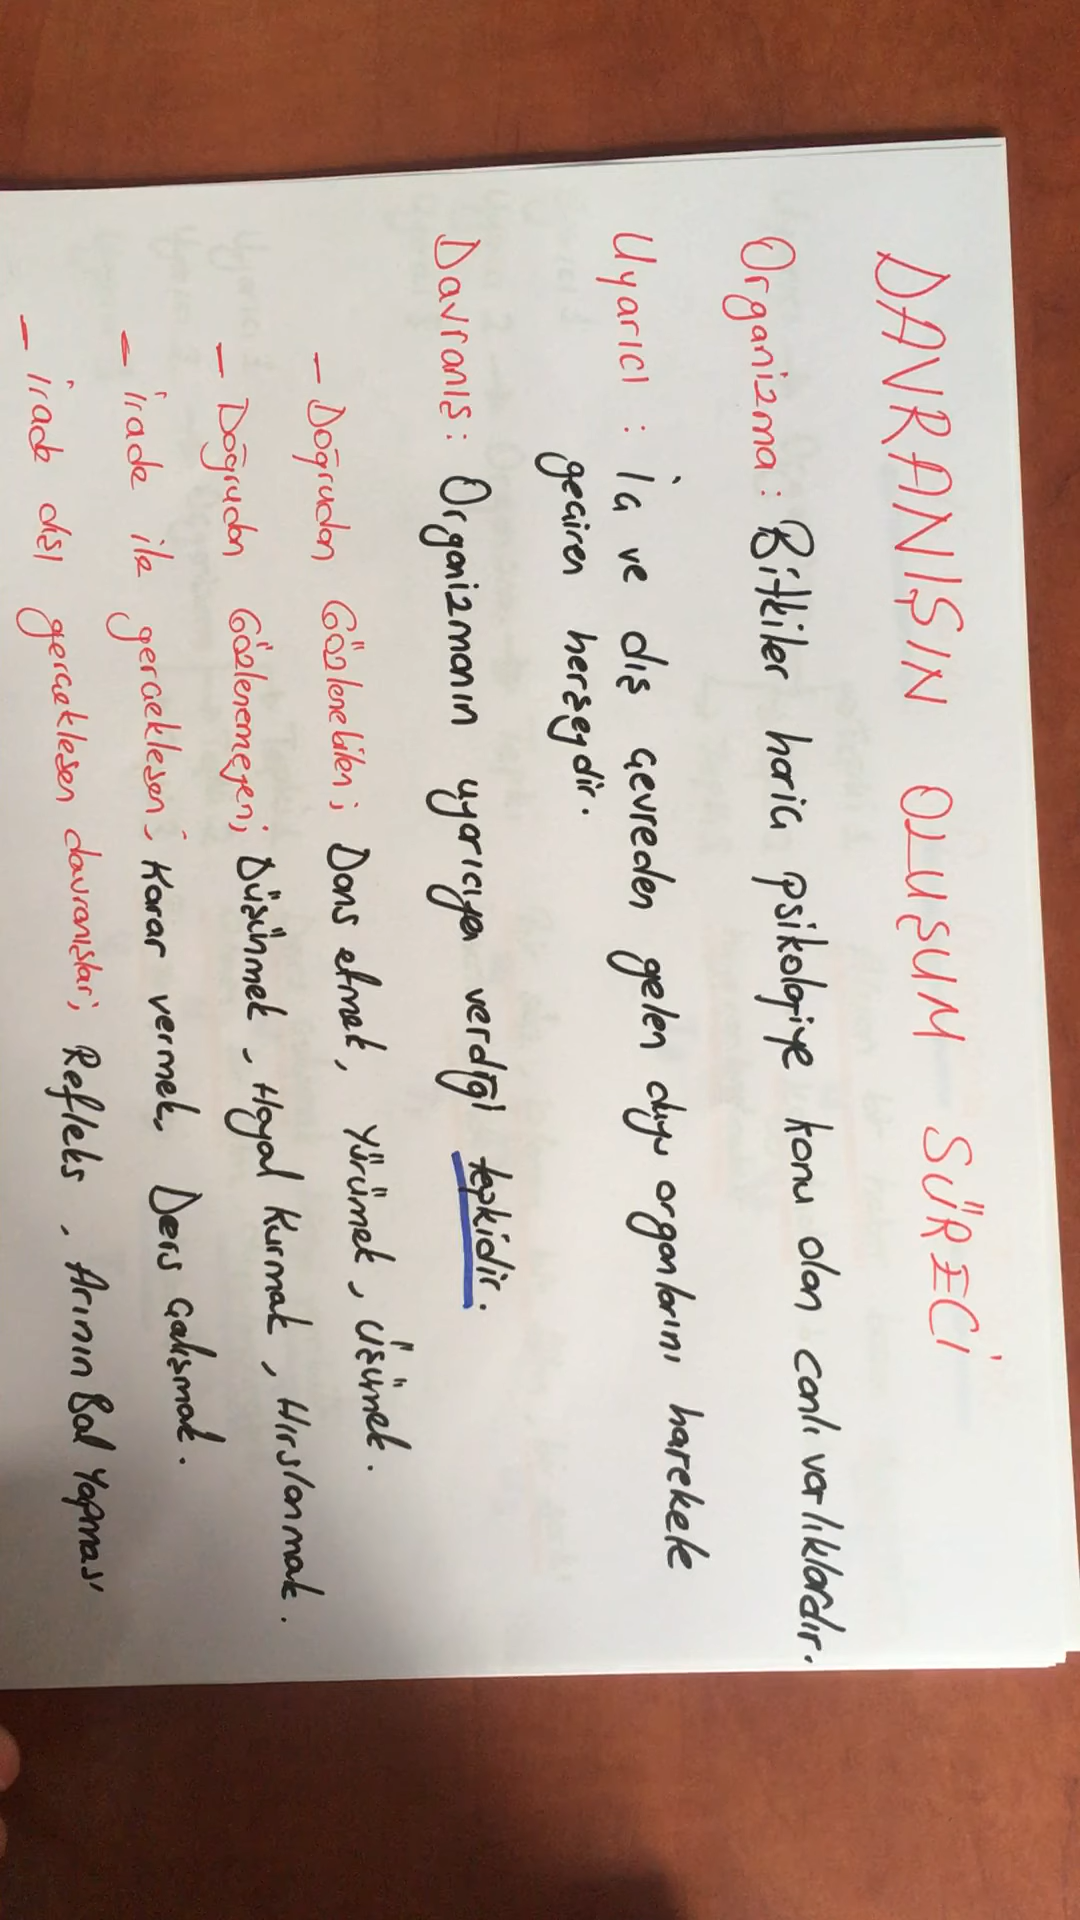 DAVRANIŞIN OLUŞUM SÜRECİ
Organizma: Bitkiler hariç psikolojiye konu olan canlı varlıklardır.
Uyarıcı : İç ve dış çevreden gelen duyu organlarını harekete
geçiren herşeydir.
Davranış: Organizmanın uyarıcıya verdiği tepkidir.
- Doğrudan Gözlenebilen; Dans etmek, Yürümek, Üşümek.
- Doğrudan Gözlenemeyen; Düşünmek, Hayal Kurmak, Hırslanmak.
- İrade ile gerçekleşen; Karar vermek, Ders çalışmak.
- İrade dışı gerçekleşen davranışlar; Refleks, Arının Bal Yapması